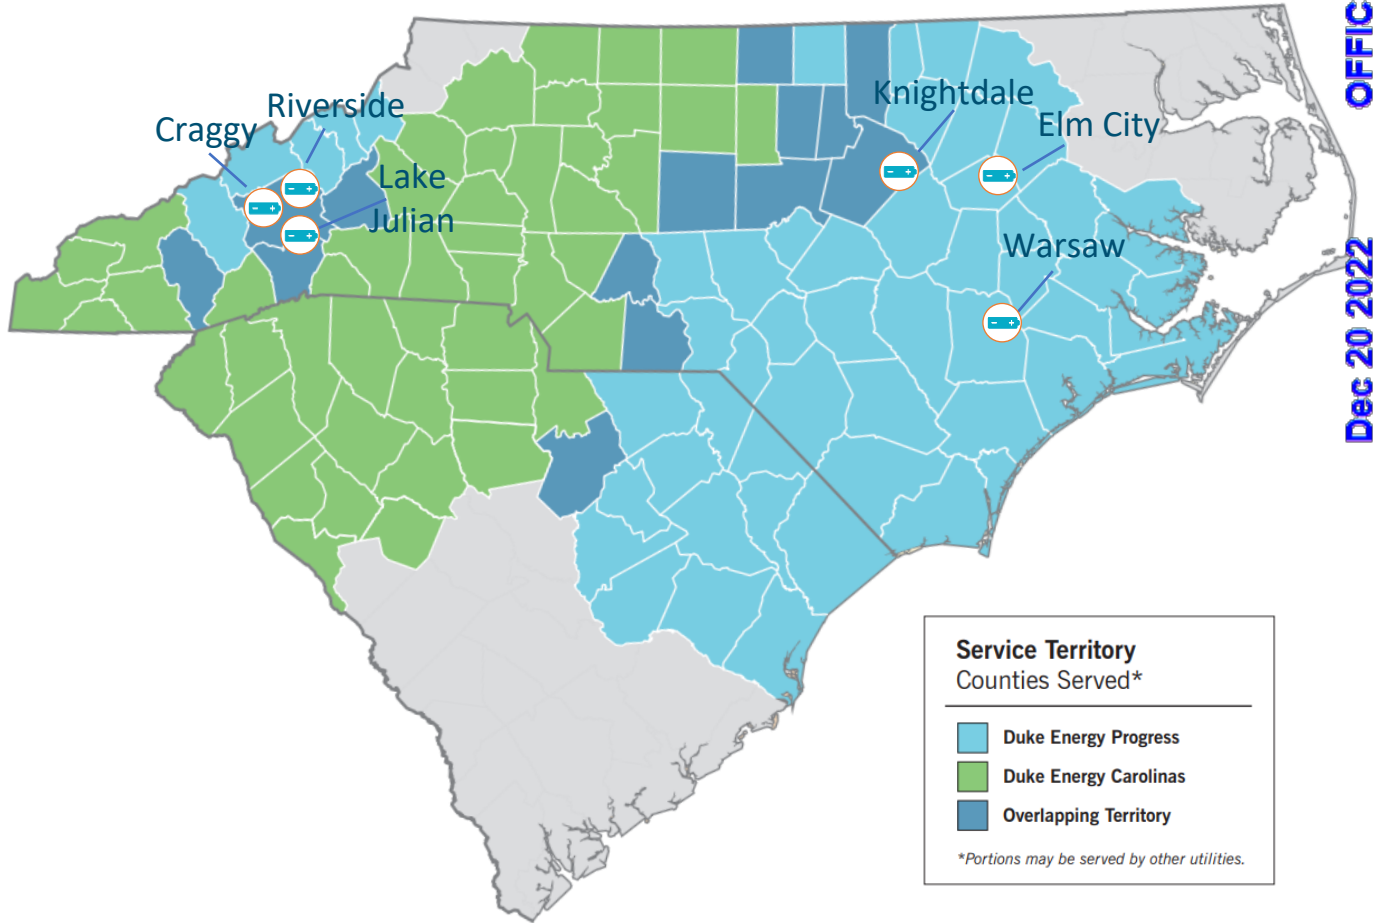 OFFIC
Dec 20 2022
Riverside
Craggy
Knightdale
Elm City
Lake
Julian
Warsaw
Service Territory
Counties Served*
Duke Energy Progress
Duke Energy Carolinas
Overlapping Territory
*Portions may be served by other utilities.